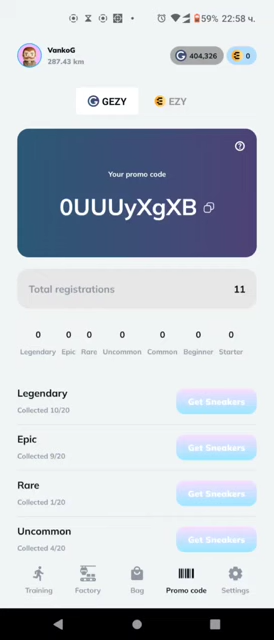 59% 22:58 ч.
VankoG
287.43 km
404,326
0
GEZY
EZY
Your promo code
0UUUyXgXB
Total registrations 11
0 0 0 0 0 0 0
Legendary Epic Rare Uncommon Common Beginner Starter
Legendary
Collected 10/20
Get Sneakers
Epic
Collected 9/20
Get Sneakers
Rare
Collected 1/20
Get Sneakers
Uncommon
Collected 4/20
Get Sneakers
Training Factory Bag Promo code Settings